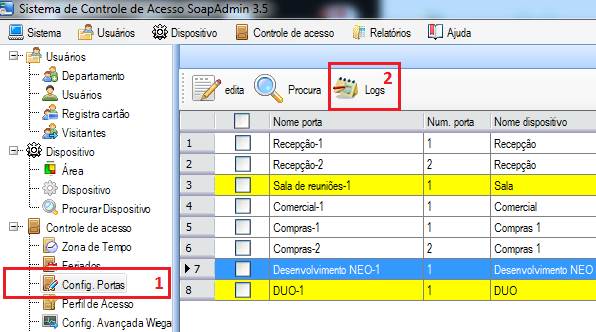 Sistema de Controle de Acesso SoapAdmin 3.5
Sistema Usuários Dispositivo Controle de acesso Relatórios Ajuda
Usuários
Departamento
Usuários
Registra cartão
Visitantes
Dispositivo
Área
Dispositivo
Procurar Dispositivo
Controle de acesso
Zona de Tempo
Feriados
Config. Portas 1
Perfil de Acesso
Config. Avançada Wiega
edita Procura Logs 2
Nome porta Num. porta Nome dispositivo
1 Recepção-1 1 Recepção
2 Recepção-2 2 Recepção
3 Sala de reuniões-1 1 Sala
4 Comercial-1 1 Comercial
5 Compras-1 1 Compras 1
6 Compras-2 2 Compras 1
7 Desenvolvimento NEO-1 1 Desenvolvimento NEO
8 DUO-1 1 DUO